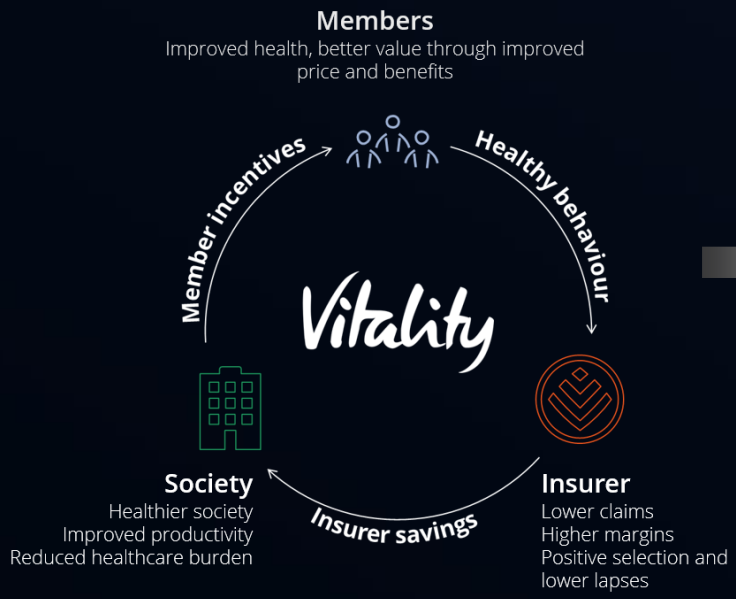 Members
Improved health, better value through improved
price and benefits
Member incentives
Healthy behaviour
Vitality
Society
Healthier society
Improved productivity
Reduced healthcare burden
Insurer savings
Insurer
Lower claims
Higher margins
Positive selection and
lower lapses